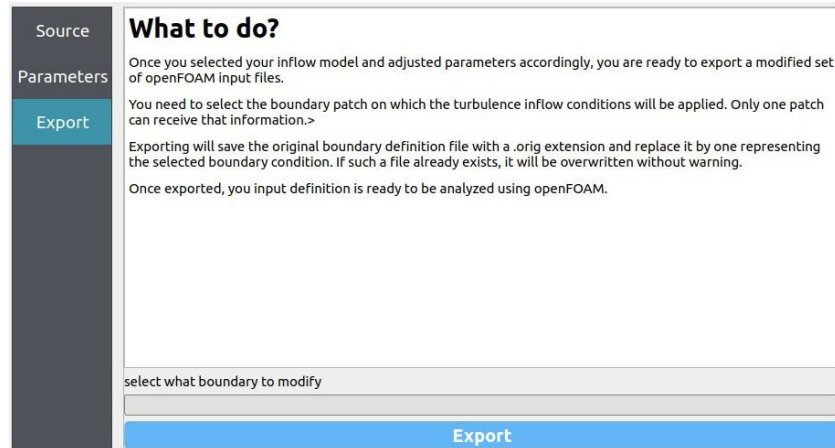 Source
Parameters
Export
What to do?
Once you selected your inflow model and adjusted parameters accordingly, you are ready to export a modified set
of openFOAM input files.
You need to select the boundary patch on which the turbulence inflow conditions will be applied. Only one patch
can receive that information.>
Exporting will save the original boundary definition file with a .orig extension and replace it by one representing
the selected boundary condition. If such a file already exists, it will be overwritten without warning.
Once exported, you input definition is ready to be analyzed using openFOAM.
select what boundary to modify
Export